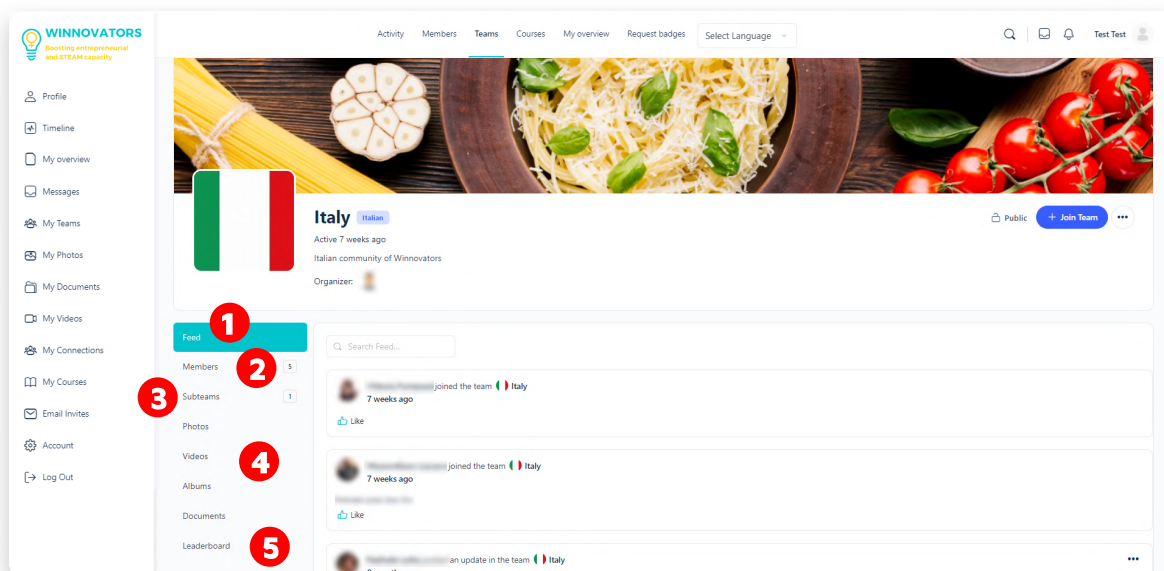 WINNOVATORS
Boosting entrepreneurial
and STEAM capacity
Activity Members Teams Courses My overview Request badges Select Language Test Test
Profile
Timeline
My overview
Messages
My Teams
My Photos
My Documents
My Videos
My Connections
My Courses
Email Invites
Account
Log Out
Italy Italian
Public + Join Team
Active 7 weeks ago
Italian community of Winnovators
Organizer:
1
Feed
Members 2 5
3 Subteams 1
Photos
Videos 4
Albums
Documents
Leaderboard 5
Search Feed...
joined the team Italy
7 weeks ago
Like
joined the team Italy
7 weeks ago
Like
an update in the team Italy